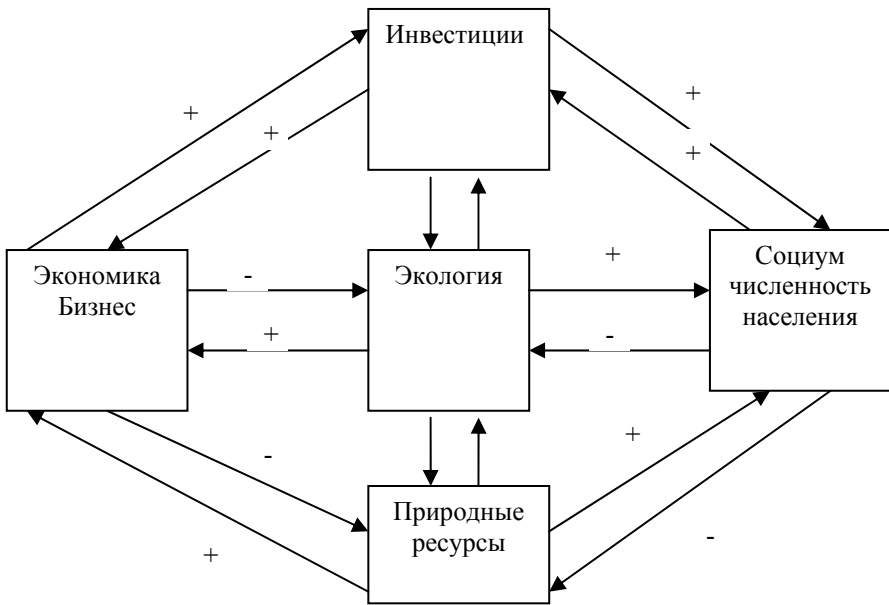 Инвестиции
+
+
+
+
Экономика
Бизнес
-
+
Экология
+
-
Социум
численность
населения
-
+
Природные
ресурсы
+
-